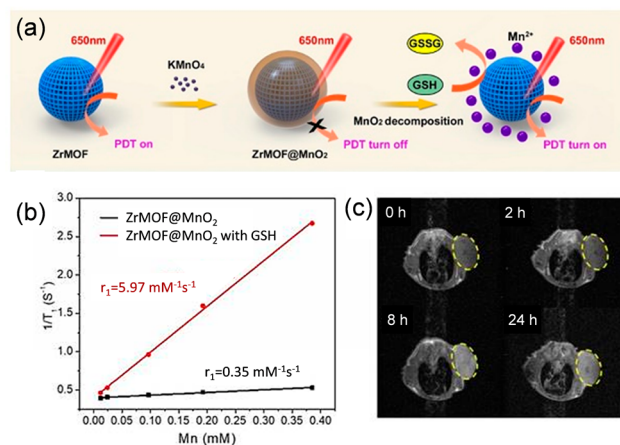 (a)
650nm
KMnO₄
GSSG
Mn²⁺
650nm
GSH
MnO₂ decomposition
PDT on
PDT turn off
PDT turn on
ZrMOF
ZrMOF@MnO₂
(b)
ZrMOF@MnO₂
ZrMOF@MnO₂ with GSH
r₁=5.97 mM⁻¹s⁻¹
r₁=0.35 mM⁻¹s⁻¹
1/T₁ (S⁻¹)
3.0
2.5
2.0
1.5
1.0
0.5
0.00 0.05 0.10 0.15 0.20 0.25 0.30 0.35 0.40
Mn (mM)
(c)
0 h
2 h
8 h
24 h